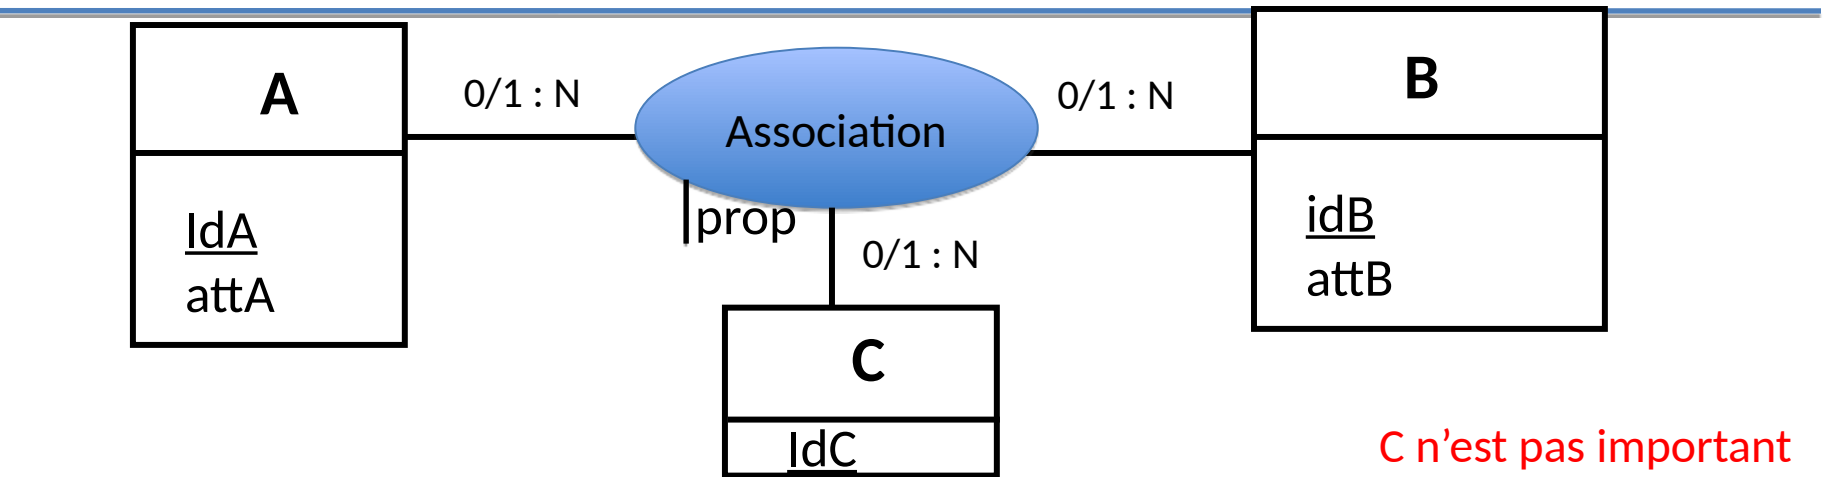 A
0/1 : N
Association
0/1 : N
B
IdA
attA
prop
0/1 : N
idB
attB
C
IdC
C n’est pas important